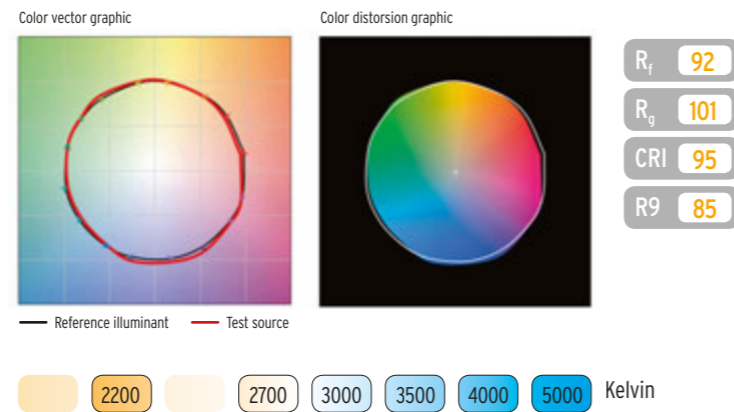 Color vector graphic
Color distorsion graphic
Rf 92
Rg 101
CRI 95
R9 85
Reference illuminant
Test source
2200 2700 3000 3500 4000 5000 Kelvin